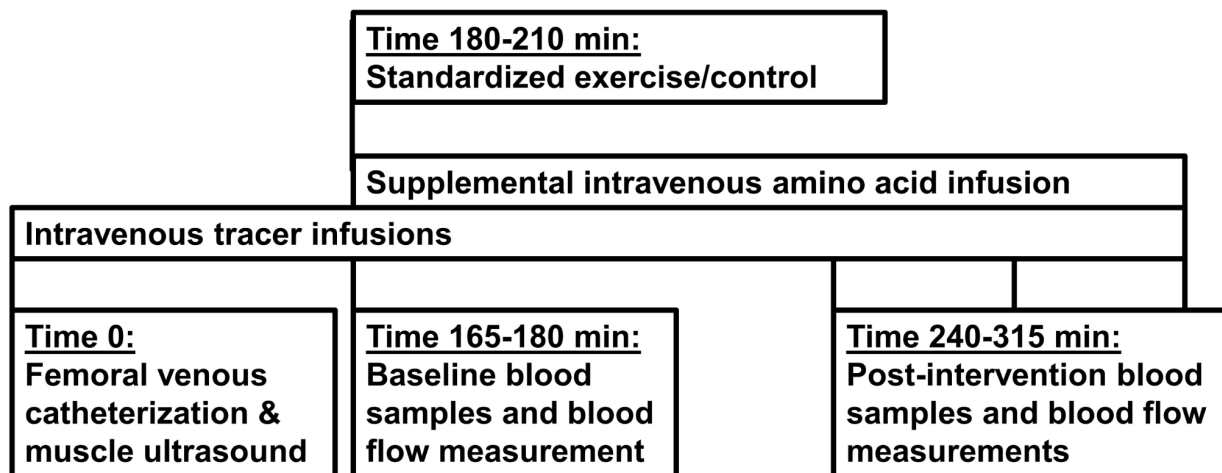 Time 180-210 min:
Standardized exercise/control
Supplemental intravenous amino acid infusion
Intravenous tracer infusions
Time 0:
Femoral venous
catheterization &
muscle ultrasound
Time 165-180 min:
Baseline blood
samples and blood
flow measurement
Time 240-315 min:
Post-intervention blood
samples and blood flow
measurements